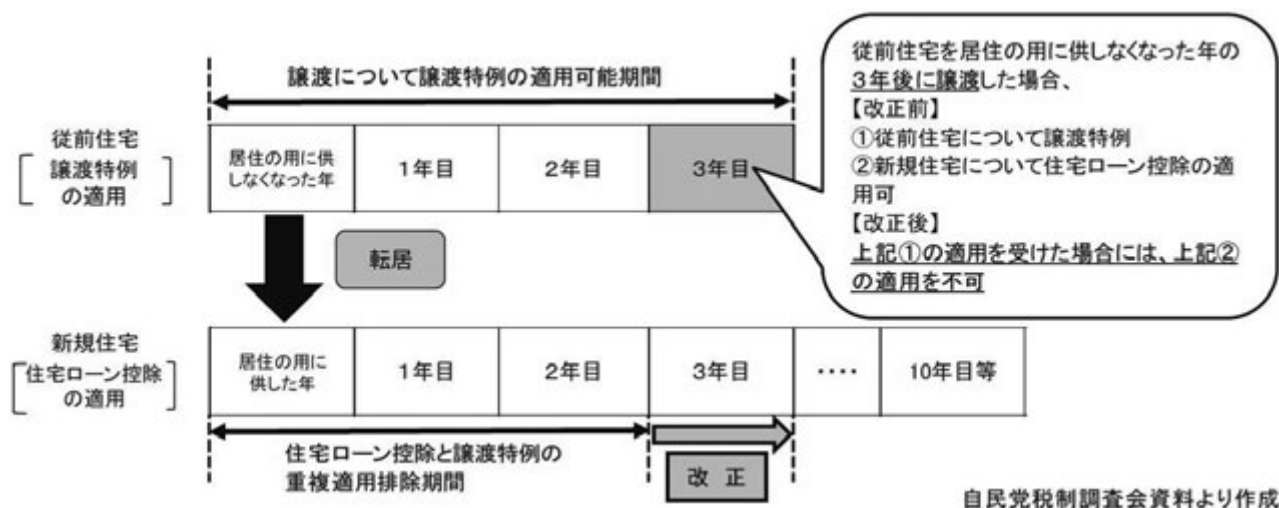 譲渡について譲渡特例の適用可能期間
従前住宅
譲渡特例
の適用
居住の用に供
しなくなった年
1年目
2年目
3年目
従前住宅を居住の用に供しなくなった年の
3年後に譲渡した場合、
【改正前】
①従前住宅について譲渡特例
②新規住宅について住宅ローン控除の適
用可
【改正後】
上記①の適用を受けた場合には、上記②
の適用を不可
転居
新規住宅
住宅ローン控除
の適用
居住の用に
供した年
1年目
2年目
3年目
‥‥
10年目等
住宅ローン控除と譲渡特例の
重複適用排除期間
改 正
自民党税制調査会資料より作成